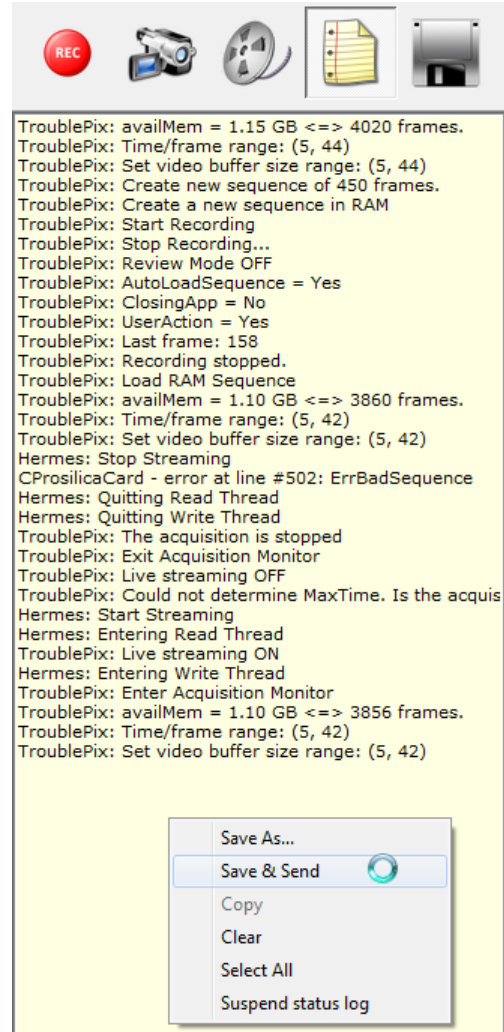 REC
TroublePix: availMem = 1.15 GB <=> 4020 frames.
TroublePix: Time/frame range: (5, 44)
TroublePix: Set video buffer size range: (5, 44)
TroublePix: Create new sequence of 450 frames.
TroublePix: Create a new sequence in RAM
TroublePix: Start Recording
TroublePix: Stop Recording...
TroublePix: Review Mode OFF
TroublePix: AutoLoadSequence = Yes
TroublePix: ClosingApp = No
TroublePix: UserAction = Yes
TroublePix: Last frame: 158
TroublePix: Recording stopped.
TroublePix: Load RAM Sequence
TroublePix: availMem = 1.10 GB <=> 3860 frames.
TroublePix: Time/frame range: (5, 42)
TroublePix: Set video buffer size range: (5, 42)
Hermes: Stop Streaming
CProsilicaCard - error at line #502: ErrBadSequence
Hermes: Quitting Read Thread
Hermes: Quitting Write Thread
TroublePix: The acquisition is stopped
TroublePix: Exit Acquisition Monitor
TroublePix: Live streaming OFF
TroublePix: Could not determine MaxTime. Is the acquis
Hermes: Start Streaming
Hermes: Entering Read Thread
TroublePix: Live streaming ON
Hermes: Entering Write Thread
TroublePix: Enter Acquisition Monitor
TroublePix: availMem = 1.10 GB <=> 3856 frames.
TroublePix: Time/frame range: (5, 42)
TroublePix: Set video buffer size range: (5, 42)
Save As...
Save & Send
Copy
Clear
Select All
Suspend status log